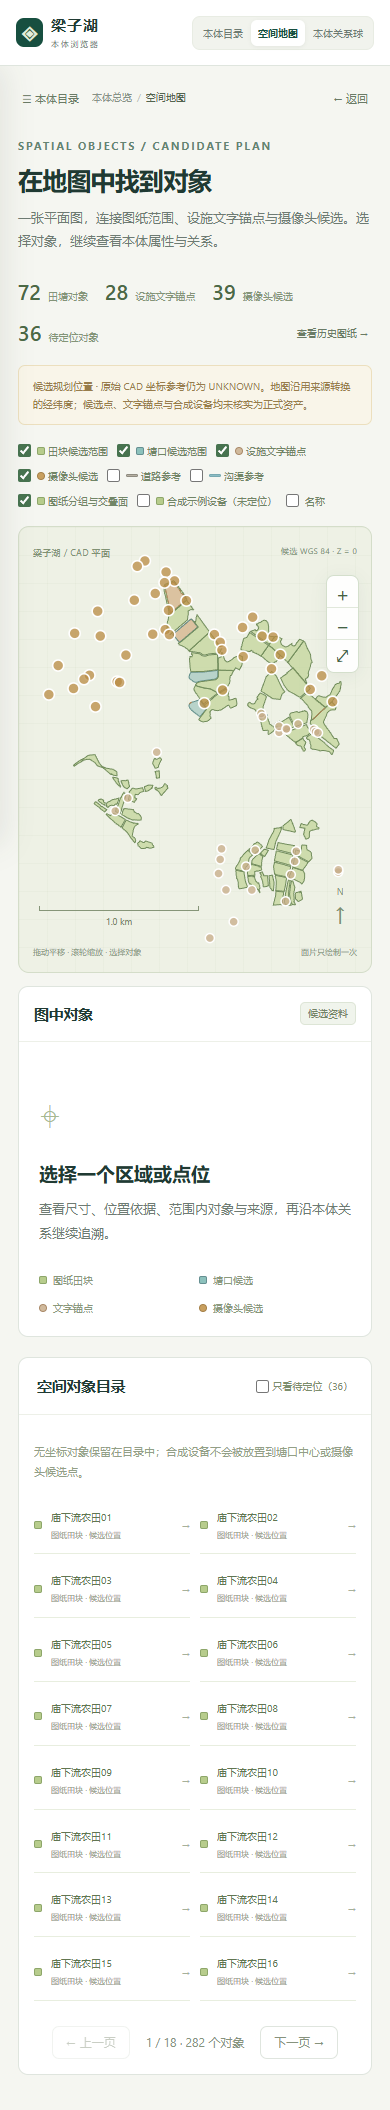 梁子湖
本体浏览器
本体目录
空间地图
本体关系球
☰ 本体目录
本体总览 / 空间地图
← 返回
SPATIAL OBJECTS / CANDIDATE PLAN
在地图中找到对象
一张平面图，连接图纸范围、设施文字锚点与摄像头候选。选
择对象，继续查看本体属性与关系。
72 田塘对象
28 设施文字锚点
39 摄像头候选
36 待定位对象
查看历史图纸 →
候选规划位置 · 原始 CAD 坐标参考仍为 UNKNOWN。地图沿用来源转换
的经纬度；候选点、文字锚点与合成设备均未核实为正式资产。
田块候选范围
塘口候选范围
设施文字锚点
摄像头候选
道路参考
沟渠参考
图纸分组与交叠面
合成示例设备（未定位）
名称
梁子湖 / CAD 平面
候选 WGS 84 · Z = 0
+
−
⤢
N
↑
1.0 km
拖动平移 · 滚轮缩放 · 选择对象
面片只绘制一次
图中对象
候选资料
选择一个区域或点位
查看尺寸、位置依据、范围内对象与来源，再沿本体关
系继续追溯。
图纸田块
塘口候选
文字锚点
摄像头候选
空间对象目录
只看待定位（36）
无坐标对象保留在目录中；合成设备不会被放置到塘口中心或摄像
头候选点。
庙下流农田01
图纸田块 · 候选位置
→
庙下流农田02
图纸田块 · 候选位置
→
庙下流农田03
图纸田块 · 候选位置
→
庙下流农田04
图纸田块 · 候选位置
→
庙下流农田05
图纸田块 · 候选位置
→
庙下流农田06
图纸田块 · 候选位置
→
庙下流农田07
图纸田块 · 候选位置
→
庙下流农田08
图纸田块 · 候选位置
→
庙下流农田09
图纸田块 · 候选位置
→
庙下流农田10
图纸田块 · 候选位置
→
庙下流农田11
图纸田块 · 候选位置
→
庙下流农田12
图纸田块 · 候选位置
→
庙下流农田13
图纸田块 · 候选位置
→
庙下流农田14
图纸田块 · 候选位置
→
庙下流农田15
图纸田块 · 候选位置
→
庙下流农田16
图纸田块 · 候选位置
→
← 上一页
1 / 18 · 282 个对象
下一页 →